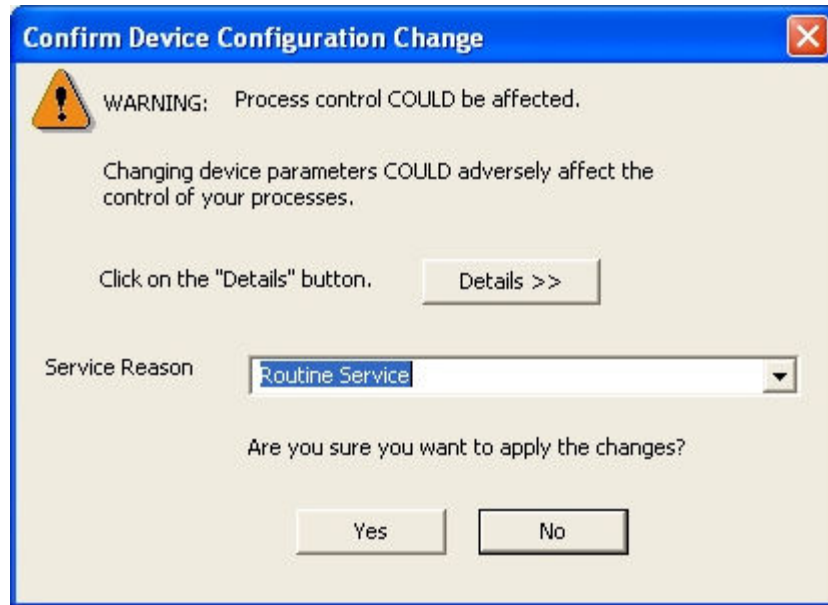 Confirm Device Configuration Change
WARNING: Process control COULD be affected.
Changing device parameters COULD adversely affect the
control of your processes.
Click on the "Details" button. Details >>
Service Reason Routine Service
Are you sure you want to apply the changes?
Yes No